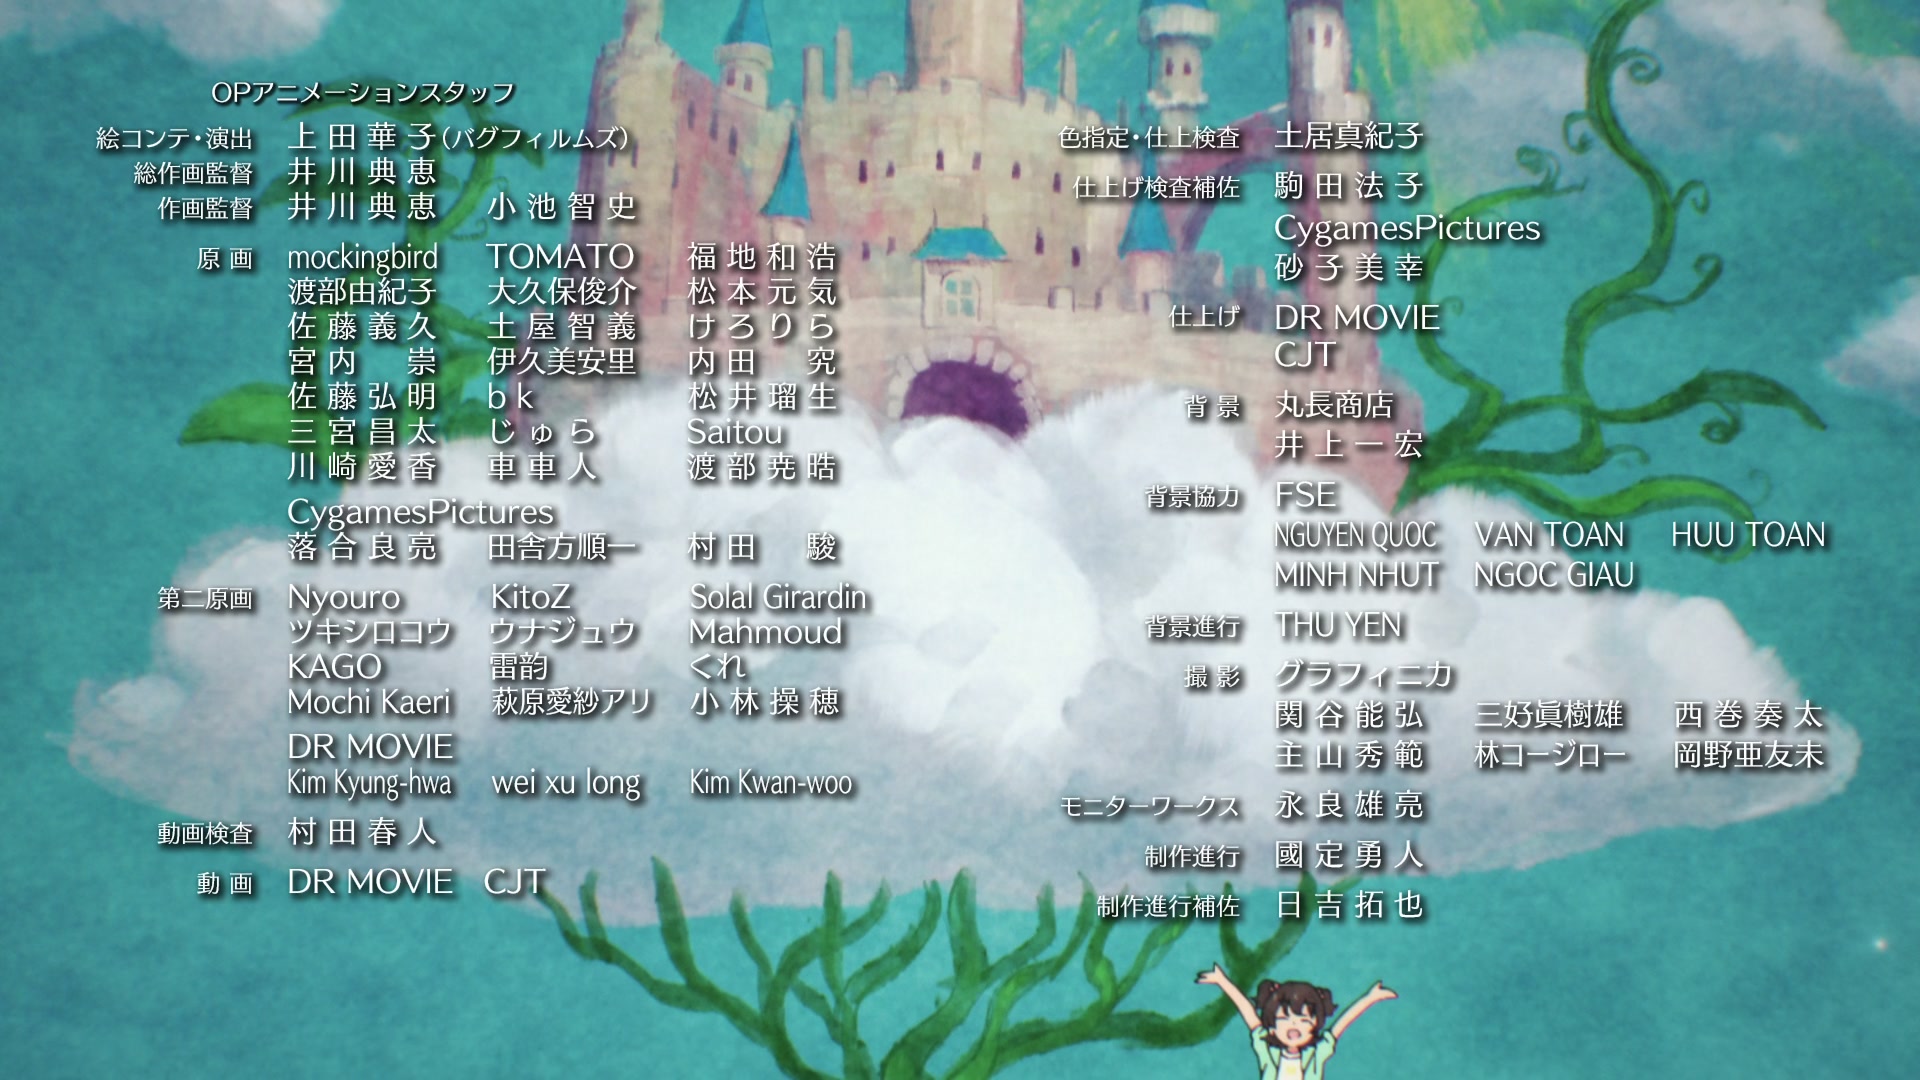 OPアニメーションスタッフ
絵コンテ・演出 上田華子(バグフィルムズ)
総作画監督 井川典恵
作画監督 井川典恵 小池智史
原画 mockingbird TOMATO 福地和浩
渡部由紀子 大久保俊介 松本元気
佐藤義久 土屋智義 けろりら
宮内崇 伊久美安里 内田究
佐藤弘明 bk 松井瑠生
三宮昌太 じゅら Saitou
川崎愛香 車車人 渡部尭晧
CygamesPictures
落合良亮 田舎方順一 村田駿
第二原画 Nyouro KitoZ Solal Girardin
ツキシロコウ ウナジュウ Mahmoud
KAGO 雷韵 くれ
Mochi Kaeri 萩原愛紗アリ 小林操穂
DR MOVIE
Kim Kyung-hwa wei xu long Kim Kwan-woo
動画検査 村田春人
動画 DR MOVIE CJT
色指定・仕上検査 土居真紀子
仕上げ検査補佐 駒田法子
CygamesPictures
砂子美幸
仕上げ DR MOVIE
CJT
背景 丸長商店
井上一宏
背景協力 FSE
NGUYEN QUOC VAN TOAN HUU TOAN
MINH NHUT NGOC GIAU
背景進行 THU YEN
撮影 グラフィニカ
関谷能弘 三好眞樹雄 西巻奏太
主山秀範 林コージロー 岡野亜友未
モニターワークス 永良雄亮
制作進行 國定勇人
制作進行補佐 日吉拓也